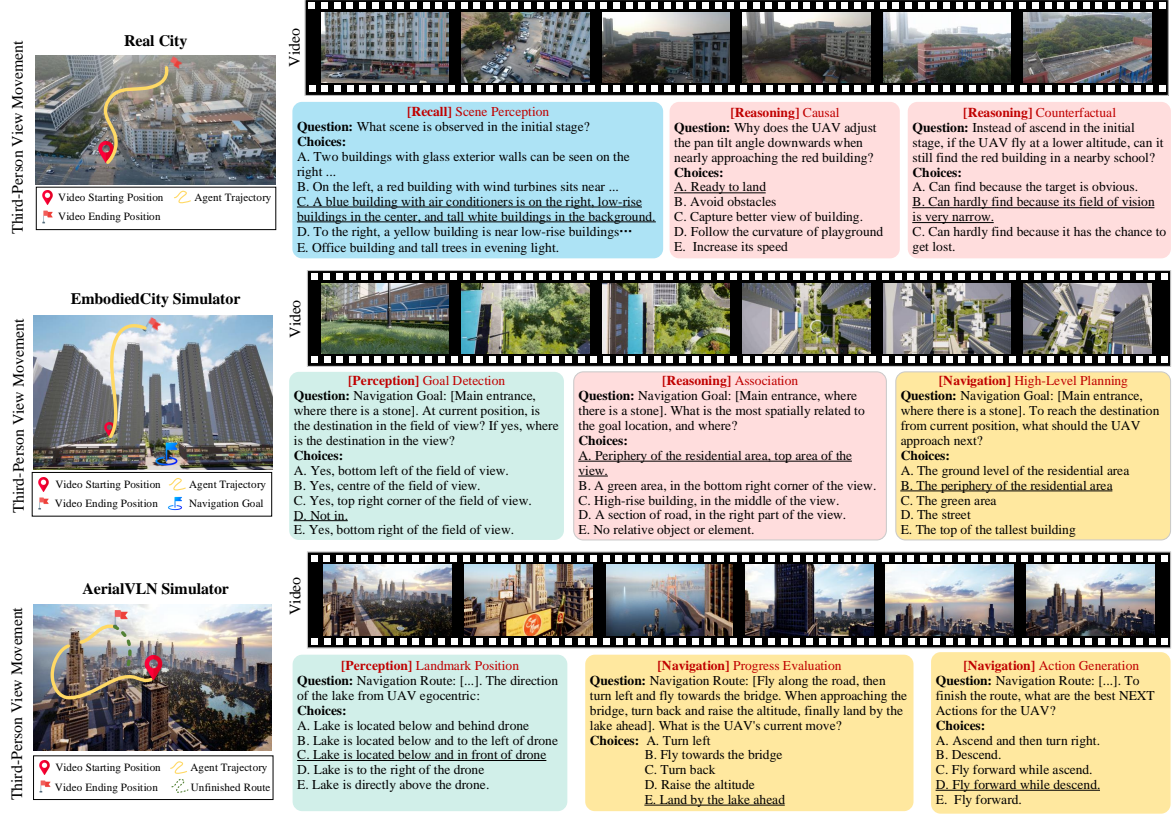 Third-Person View Movement
Real City
Video Starting Position
Agent Trajectory
Video Ending Position
Video
[Recall] Scene Perception
Question: What scene is observed in the initial stage?
Choices:
A. Two buildings with glass exterior walls can be seen on the
right ...
B. On the left, a red building with wind turbines sits near ...
C. A blue building with air conditioners is on the right, low-rise
buildings in the center, and tall white buildings in the background.
D. To the right, a yellow building is near low-rise buildings···
E. Office building and tall trees in evening light.
[Reasoning] Causal
Question: Why does the UAV adjust
the pan tilt angle downwards when
nearly approaching the red building?
Choices:
A. Ready to land
B. Avoid obstacles
C. Capture better view of building.
D. Follow the curvature of playground
E. Increase its speed
[Reasoning] Counterfactual
Question: Instead of ascend in the initial
stage, if the UAV fly at a lower altitude, can it
still find the red building in a nearby school?
Choices:
A. Can find because the target is obvious.
B. Can hardly find because its field of vision
is very narrow.
C. Can hardly find because it has the chance to
get lost.
Third-Person View Movement
EmbodiedCity Simulator
Video Starting Position
Agent Trajectory
Video Ending Position
Navigation Goal
Video
[Perception] Goal Detection
Question: Navigation Goal: [Main entrance,
where there is a stone]. At current position, is
the destination in the field of view? If yes, where
is the destination in the view?
Choices:
A. Yes, bottom left of the field of view.
B. Yes, centre of the field of view.
C. Yes, top right corner of the field of view.
D. Not in.
E. Yes, bottom right of the field of view.
[Reasoning] Association
Question: Navigation Goal: [Main entrance, where
there is a stone]. What is the most spatially related to
the goal location, and where?
Choices:
A. Periphery of the residential area, top area of the
view.
B. A green area, in the bottom right corner of the view.
C. High-rise building, in the middle of the view.
D. A section of road, in the right part of the view.
E. No relative object or element.
[Navigation] High-Level Planning
Question: Navigation Goal: [Main entrance,
where there is a stone]. To reach the destination
from current position, what should the UAV
approach next?
Choices:
A. The ground level of the residential area
B. The periphery of the residential area
C. The green area
D. The street
E. The top of the tallest building
Third-Person View Movement
AerialVLN Simulator
Video Starting Position
Agent Trajectory
Video Ending Position
Unfinished Route
Video
[Perception] Landmark Position
Question: Navigation Route: [...]. The direction
of the lake from UAV egocentric:
Choices:
A. Lake is located below and behind drone
B. Lake is located below and to the left of drone
C. Lake is located below and in front of drone
D. Lake is to the right of the drone
E. Lake is directly above the drone.
[Navigation] Progress Evaluation
Question: Navigation Route: [Fly along the road, then
turn left and fly towards the bridge. When approaching the
bridge, turn back and raise the altitude, finally land by the
lake ahead]. What is the UAV's current move?
Choices: A. Turn left
B. Fly towards the bridge
C. Turn back
D. Raise the altitude
E. Land by the lake ahead
[Navigation] Action Generation
Question: Navigation Route: [...]. To
finish the route, what are the best NEXT
Actions for the UAV?
Choices:
A. Ascend and then turn right.
B. Descend.
C. Fly forward while ascend.
D. Fly forward while descend.
E. Fly forward.